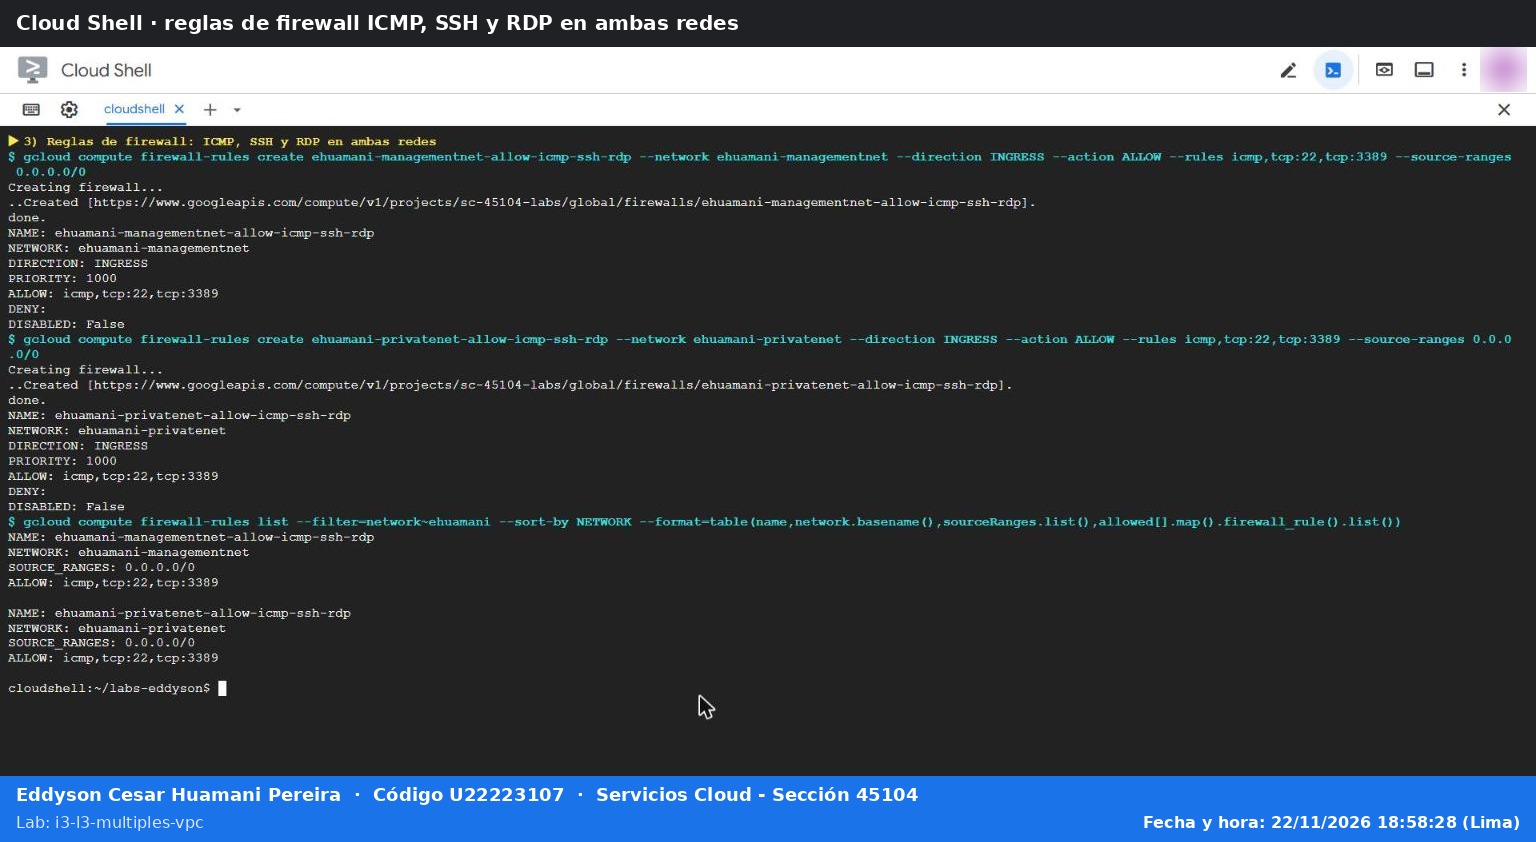 Cloud Shell · reglas de firewall ICMP, SSH y RDP en ambas redes
Cloud Shell
cloudshell
3) Reglas de firewall: ICMP, SSH y RDP en ambas redes
$ gcloud compute firewall-rules create ehuamani-managementnet-allow-icmp-ssh-rdp --network ehuamani-managementnet --direction INGRESS --action ALLOW --rules icmp,tcp:22,tcp:3389 --source-ranges
0.0.0.0/0
Creating firewall...
..Created [https://www.googleapis.com/compute/v1/projects/sc-45104-labs/global/firewalls/ehuamani-managementnet-allow-icmp-ssh-rdp].
done.
NAME: ehuamani-managementnet-allow-icmp-ssh-rdp
NETWORK: ehuamani-managementnet
DIRECTION: INGRESS
PRIORITY: 1000
ALLOW: icmp,tcp:22,tcp:3389
DENY:
DISABLED: False
$ gcloud compute firewall-rules create ehuamani-privatenet-allow-icmp-ssh-rdp --network ehuamani-privatenet --direction INGRESS --action ALLOW --rules icmp,tcp:22,tcp:3389 --source-ranges 0.0.0
.0/0
Creating firewall...
..Created [https://www.googleapis.com/compute/v1/projects/sc-45104-labs/global/firewalls/ehuamani-privatenet-allow-icmp-ssh-rdp].
done.
NAME: ehuamani-privatenet-allow-icmp-ssh-rdp
NETWORK: ehuamani-privatenet
DIRECTION: INGRESS
PRIORITY: 1000
ALLOW: icmp,tcp:22,tcp:3389
DENY:
DISABLED: False
$ gcloud compute firewall-rules list --filter=network~ehuamani --sort-by NETWORK --format=table(name,network.basename(),sourceRanges.list(),allowed[].map().firewall_rule().list())
NAME: ehuamani-managementnet-allow-icmp-ssh-rdp
NETWORK: ehuamani-managementnet
SOURCE_RANGES: 0.0.0.0/0
ALLOW: icmp,tcp:22,tcp:3389
NAME: ehuamani-privatenet-allow-icmp-ssh-rdp
NETWORK: ehuamani-privatenet
SOURCE_RANGES: 0.0.0.0/0
ALLOW: icmp,tcp:22,tcp:3389
cloudshell:~/labs-eddyson$
Eddyson Cesar Huamani Pereira · Código U22223107 · Servicios Cloud - Sección 45104
Lab: i3-l3-multiples-vpc
Fecha y hora: 22/11/2026 18:58:28 (Lima)